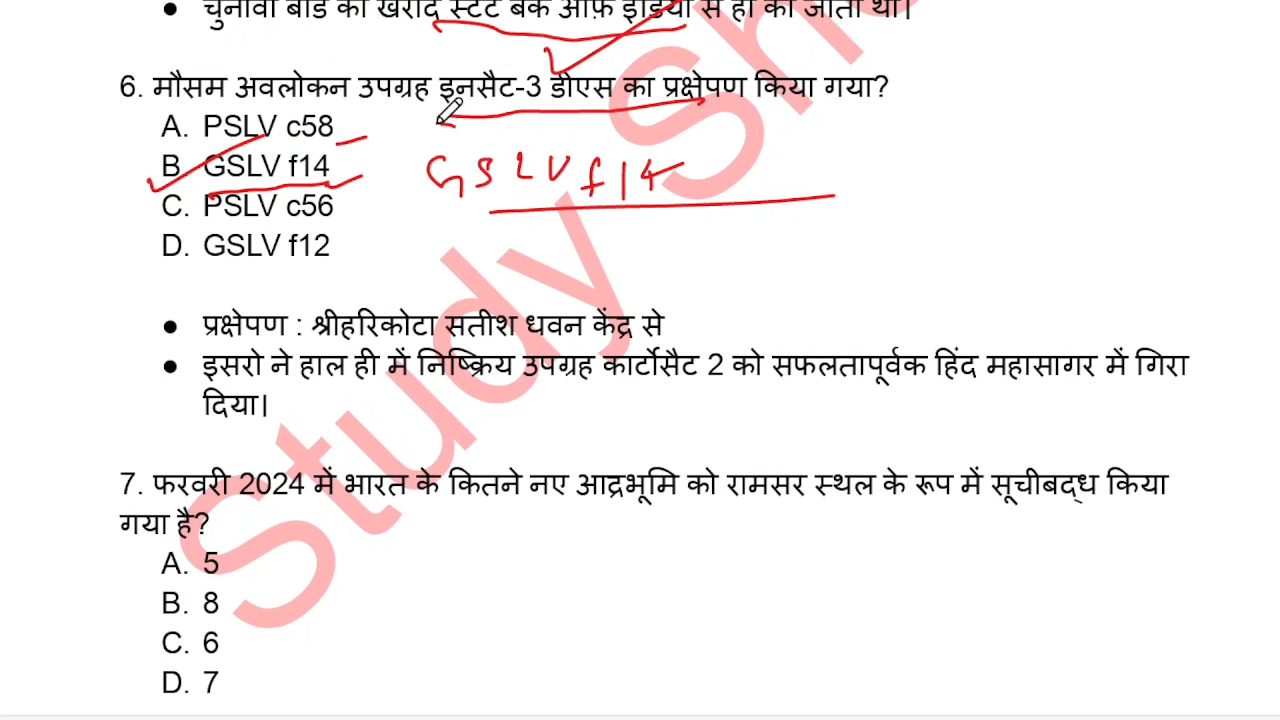 चुनावी बांड की खरीद स्टेट बैंक ऑफ़ इंडिया से ही की जाती थी।
6. मौसम अवलोकन उपग्रह इनसैट-3 डीएस का प्रक्षेपण किया गया?
A. PSLV c58
B. GSLV f14
GSLV f14
C. PSLV c56
D. GSLV f12
● प्रक्षेपण : श्रीहरिकोटा सतीश धवन केंद्र से
● इसरो ने हाल ही में निष्क्रिय उपग्रह कार्टोसैट 2 को सफलतापूर्वक हिंद महासागर में गिरा
दिया।
7. फरवरी 2024 में भारत के कितने नए आद्रभूमि को रामसर स्थल के रूप में सूचीबद्ध किया
गया है?
A. 5
B. 8
C. 6
D. 7
Study